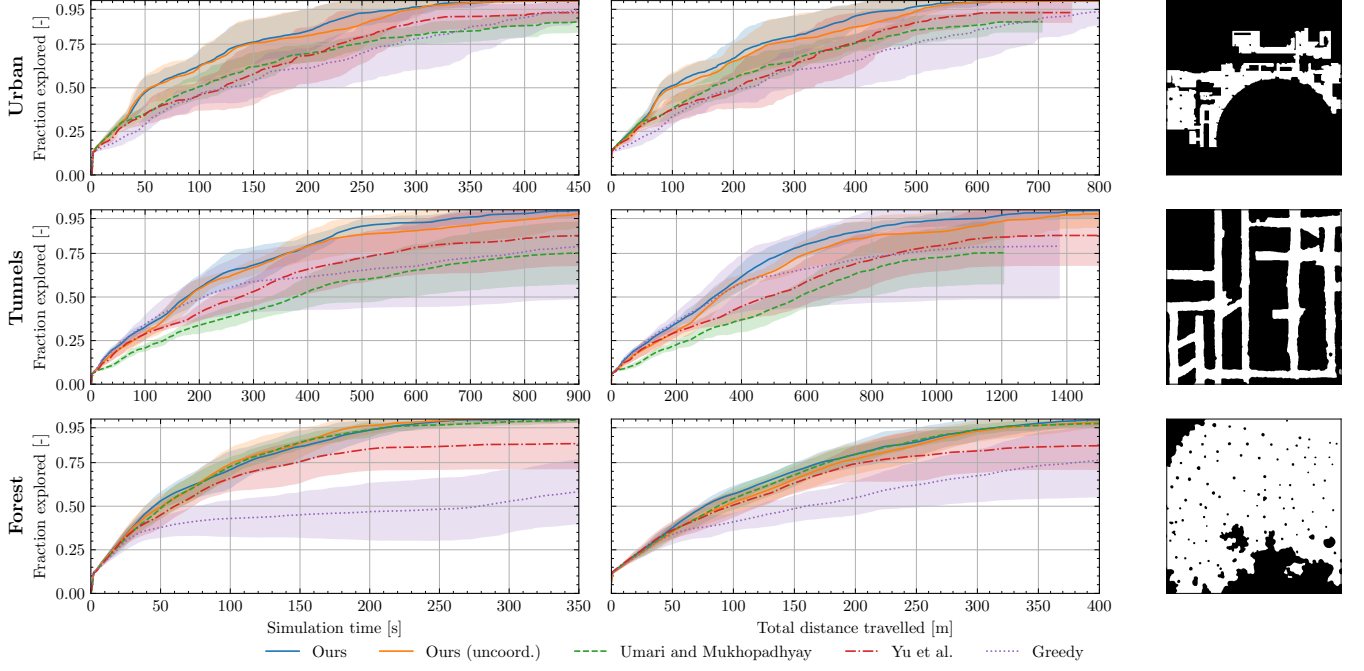 Urban
Fraction explored [-]
0.95
0.75
0.50
0.25
0.00
0 50 100 150 200 250 300 350 400 450
0 100 200 300 400 500 600 700 800
Tunnels
Fraction explored [-]
0.95
0.75
0.50
0.25
0.00
0 100 200 300 400 500 600 700 800 900
0 200 400 600 800 1000 1200 1400
Forest
Fraction explored [-]
0.95
0.75
0.50
0.25
0.00
0 50 100 150 200 250 300 350
0 50 100 150 200 250 300 350 400
Simulation time [s]
Total distance travelled [m]
Ours Ours (uncoord.) Umari and Mukhopadhyay Yu et al. Greedy